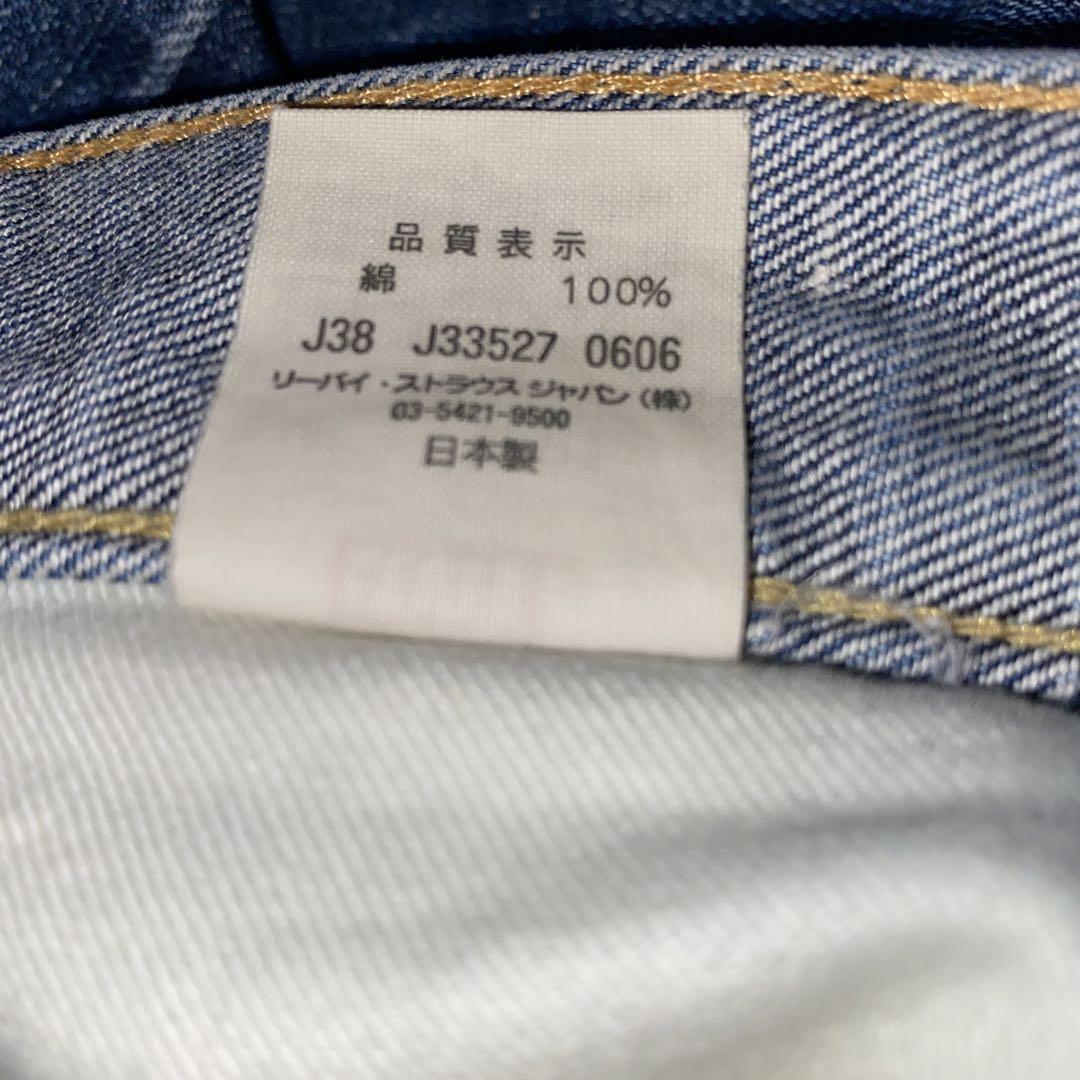 品質表示
綿 100%
J38 J33527 0606
リーバイ・ストラウス ジャパン(株)
03-5421-9500
日本製